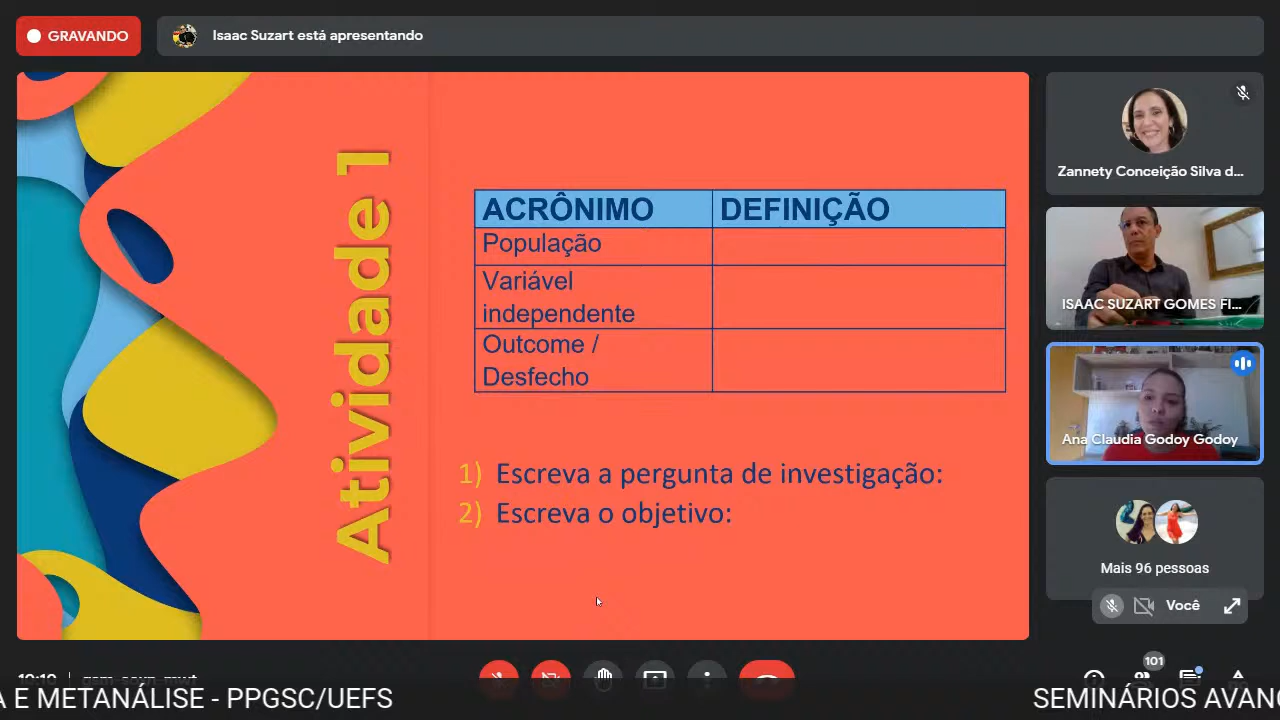 GRAVANDO
Isaac Suzart está apresentando
Atividade 1
ACRÔNIMO
DEFINIÇÃO
População
Variável
independente
Outcome /
Desfecho
1) Escreva a pergunta de investigação:
2) Escreva o objetivo:
Zannety Conceição Silva d...
ISAAC SUZART GOMES FI...
Ana Claudia Godoy Godoy
Mais 96 pessoas
Você
101
A E METANÁLISE - PPGSC/UEFS
SEMINÁRIOS AVANÇ